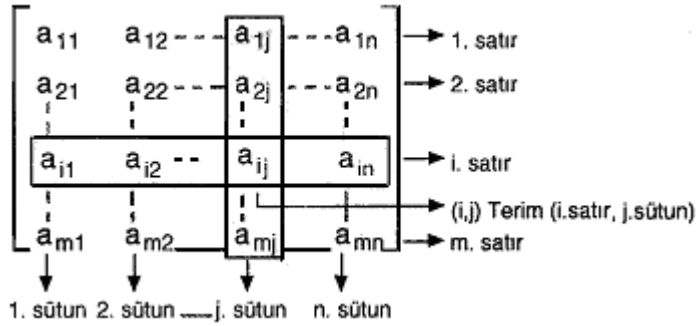 a11 a12 a1j a1n 1. satır
a21 a22 a2j a2n 2. satır
ai1 ai2 aij ain i. satır
(i,j) Terim (i.satır, j.sütun)
am1 am2 amj amn m. satır
1. sütun 2. sütun j. sütun n. sütun